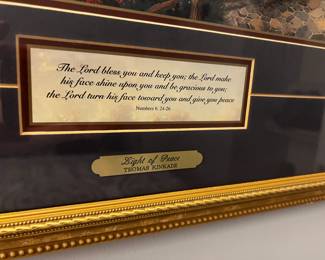 The Lord bless you and keep you; the Lord make
his face shine upon you and be gracious to you;
the Lord turn his face toward you and give you peace
Numbers 6: 24-26
Light of Peace
THOMAS KINKADE